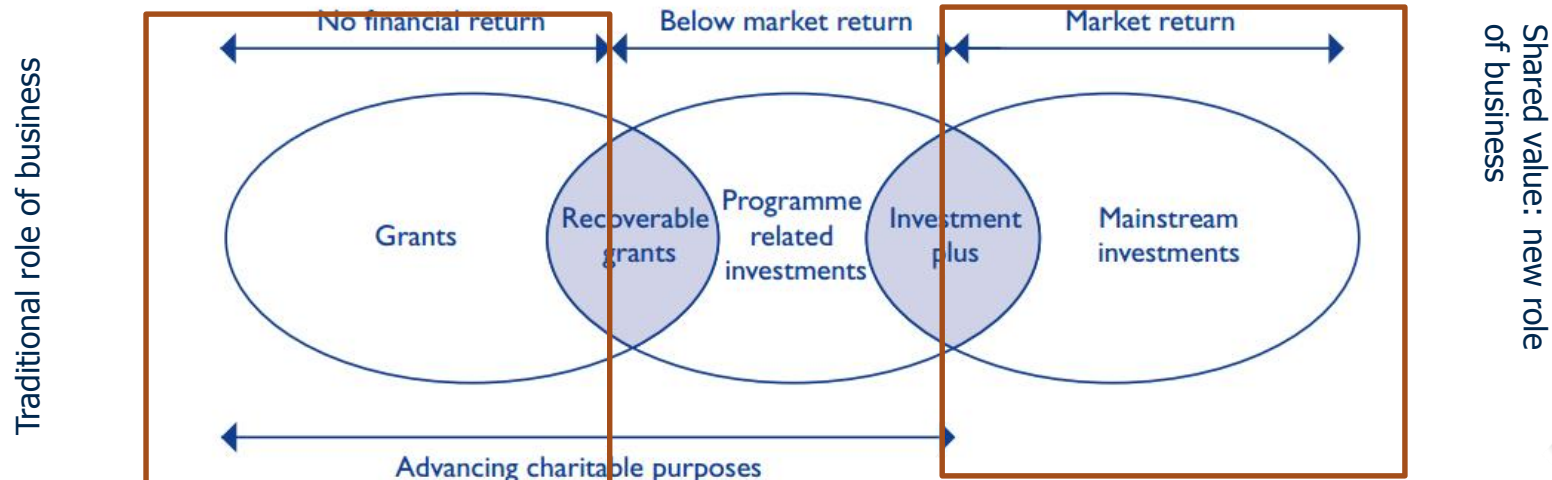 Traditional role of business
No financial return
Below market return
Market return
Grants
Recoverable
grants
Programme
related
investments
Investment
plus
Mainstream
investments
Advancing charitable purposes
Shared value: new role
of business